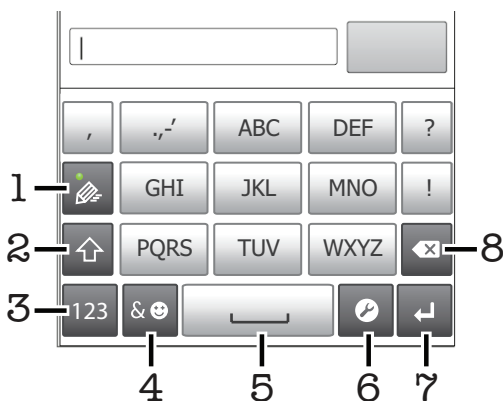 , .,-′ ABC DEF ?
1 GHI JKL MNO !
2 PQRS TUV WXYZ 8
3 123 &
4 5 6 7